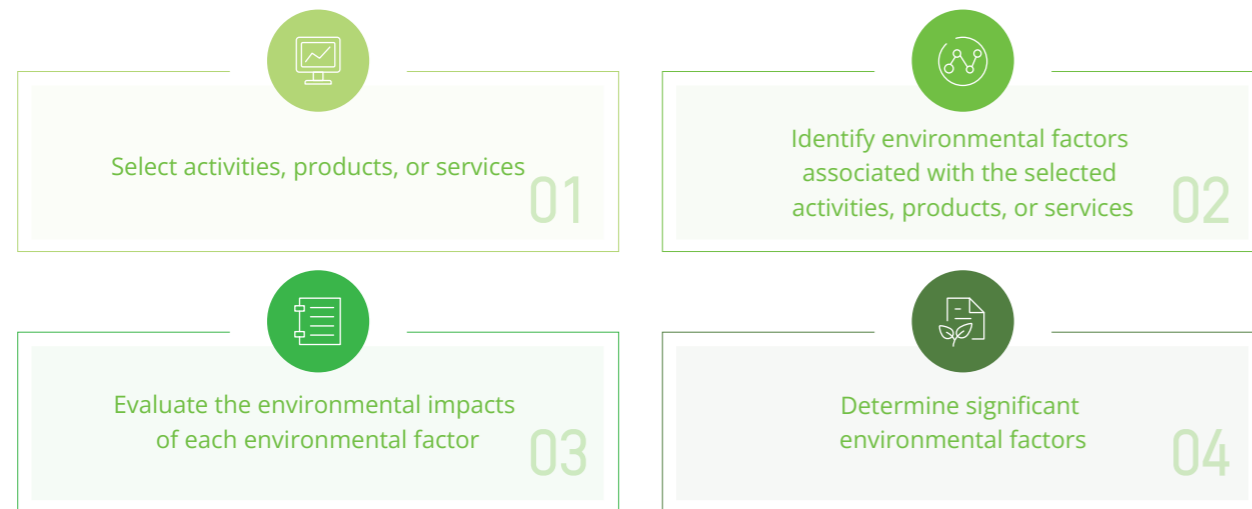 Select activities, products, or services
01
Identify environmental factors
associated with the selected
activities, products, or services
02
Evaluate the environmental impacts
of each environmental factor
03
Determine significant
environmental factors
04